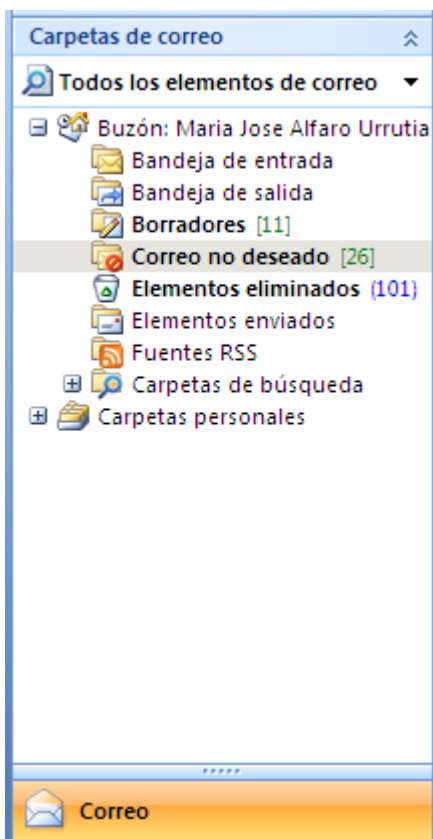 Carpetas de correo
Todos los elementos de correo
Buzón: Maria Jose Alfaro Urrutia
Bandeja de entrada
Bandeja de salida
Borradores [11]
Correo no deseado [26]
Elementos eliminados (101)
Elementos enviados
Fuentes RSS
Carpetas de búsqueda
Carpetas personales
Correo